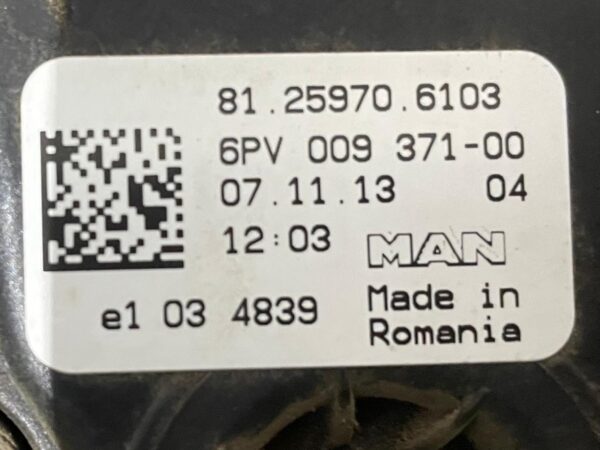 81.25970.6103
6PV 009 371-00
07.11.13 04
12:03 MAN
e1 03 4839
Made in
Romania